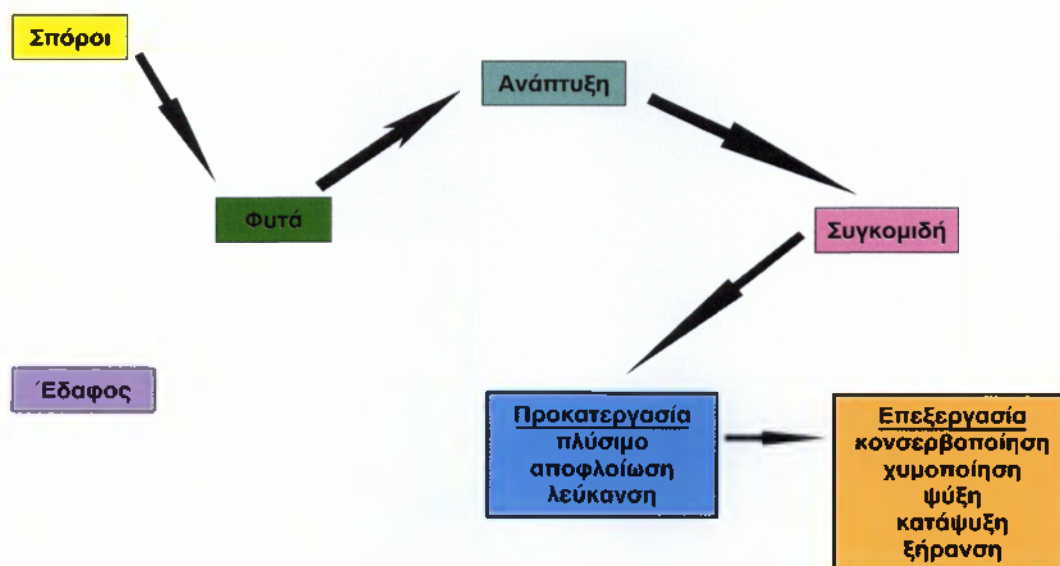 Σπόροι
Ανάπτυξη
Φυτά
Συγκομιδή
Έδαφος
Προκατεργασία
πλύσιμο
αποφλοίωση
λεύκανση
Επεξεργασία
κονσερβοποίηση
χυμοποίηση
ψύξη
κατάψυξη
ξήρανση